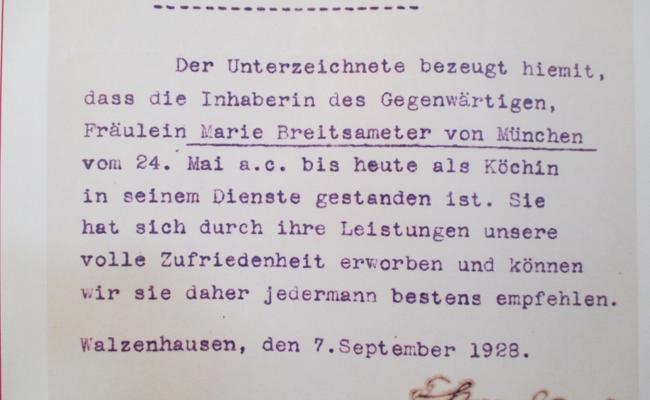 Der Unterzeichnete bezeugt hiemit,
dass die Inhaberin des Gegenwärtigen,
Fräulein Marie Breitsameter von München
vom 24. Mai a.c. bis heute als Köchin
in seinem Dienste gestanden ist. Sie
hat sich durch ihre Leistungen unsere
volle Zufriedenheit erworben und können
wir sie daher jedermann bestens empfehlen.
Walzenhausen, den 7.September 1928.